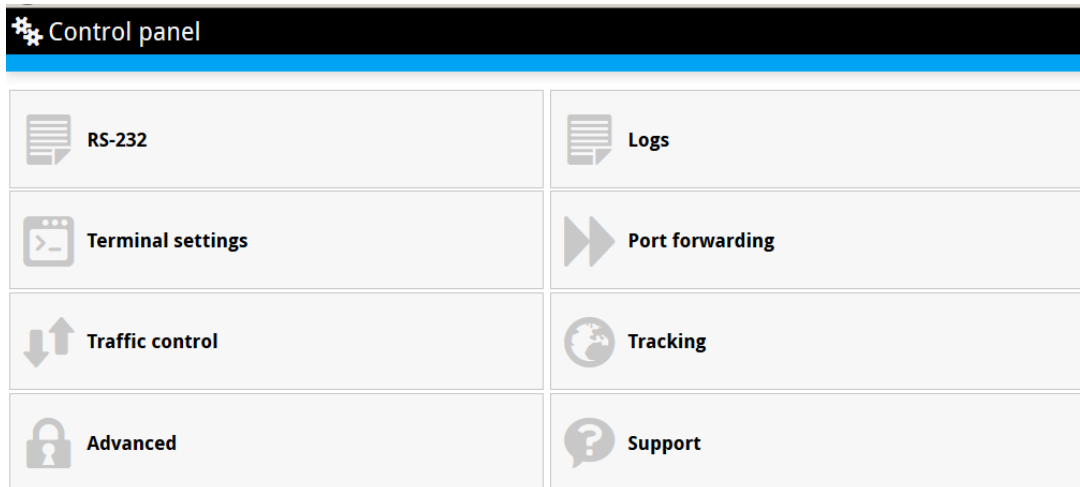 Control panel
RS-232
Logs
Terminal settings
Port forwarding
Traffic control
Tracking
Advanced
Support